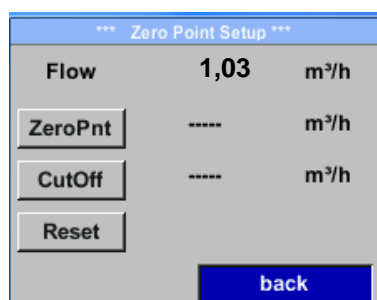 *** Zero Point Setup ***
Flow 1,03 m³/h
ZeroPnt ----- m³/h
CutOff ----- m³/h
Reset
back